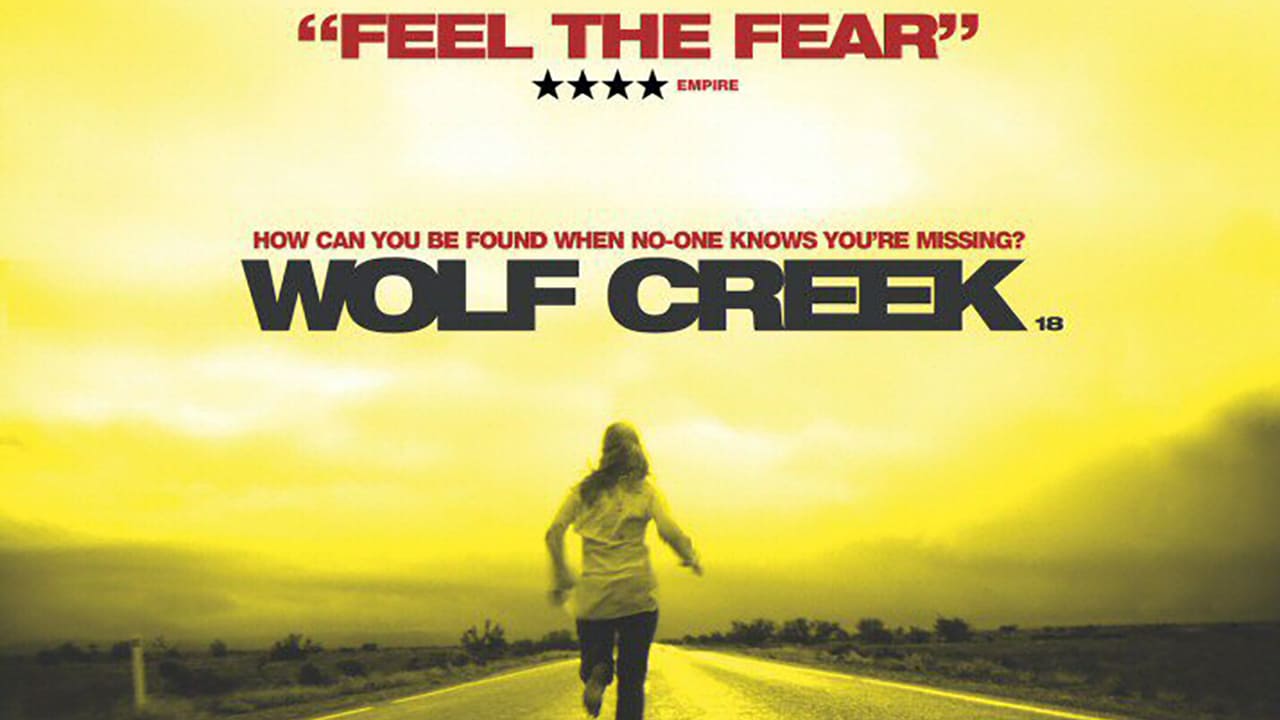 “FEEL THE FEAR”
★★★★ EMPIRE
HOW CAN YOU BE FOUND WHEN NO-ONE KNOWS YOU’RE MISSING?
WOLF CREEK 18